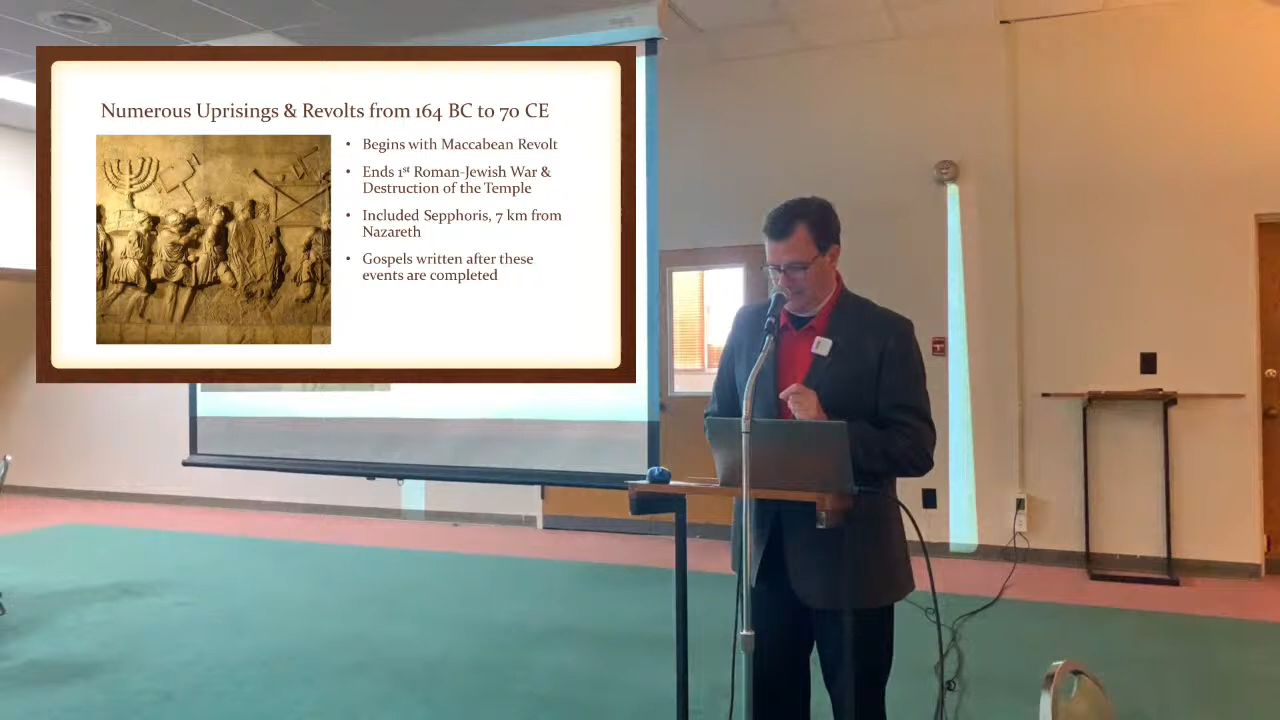 Numerous Uprisings & Revolts from 164 BC to 70 CE
• Begins with Maccabean Revolt
• Ends 1st Roman-Jewish War &
Destruction of the Temple
• Included Sepphoris, 7 km from
Nazareth
• Gospels written after these
events are completed